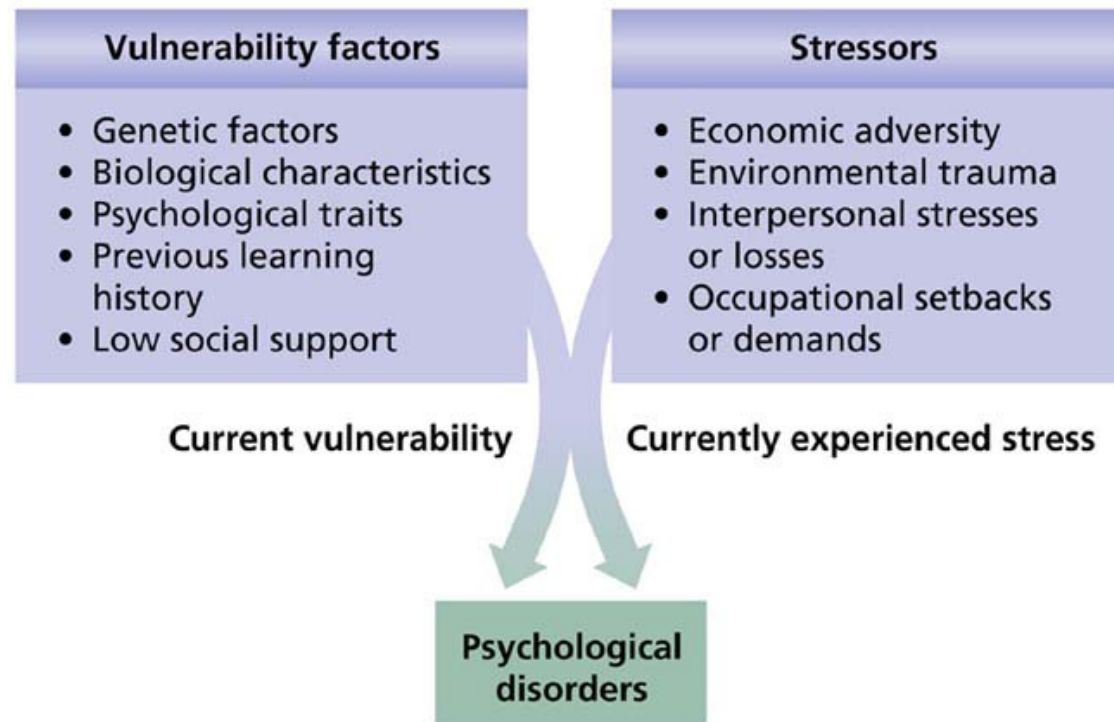 Vulnerability factors
• Genetic factors
• Biological characteristics
• Psychological traits
• Previous learning
history
• Low social support
Stressors
• Economic adversity
• Environmental trauma
• Interpersonal stresses
or losses
• Occupational setbacks
or demands
Current vulnerability
Currently experienced stress
Psychological
disorders